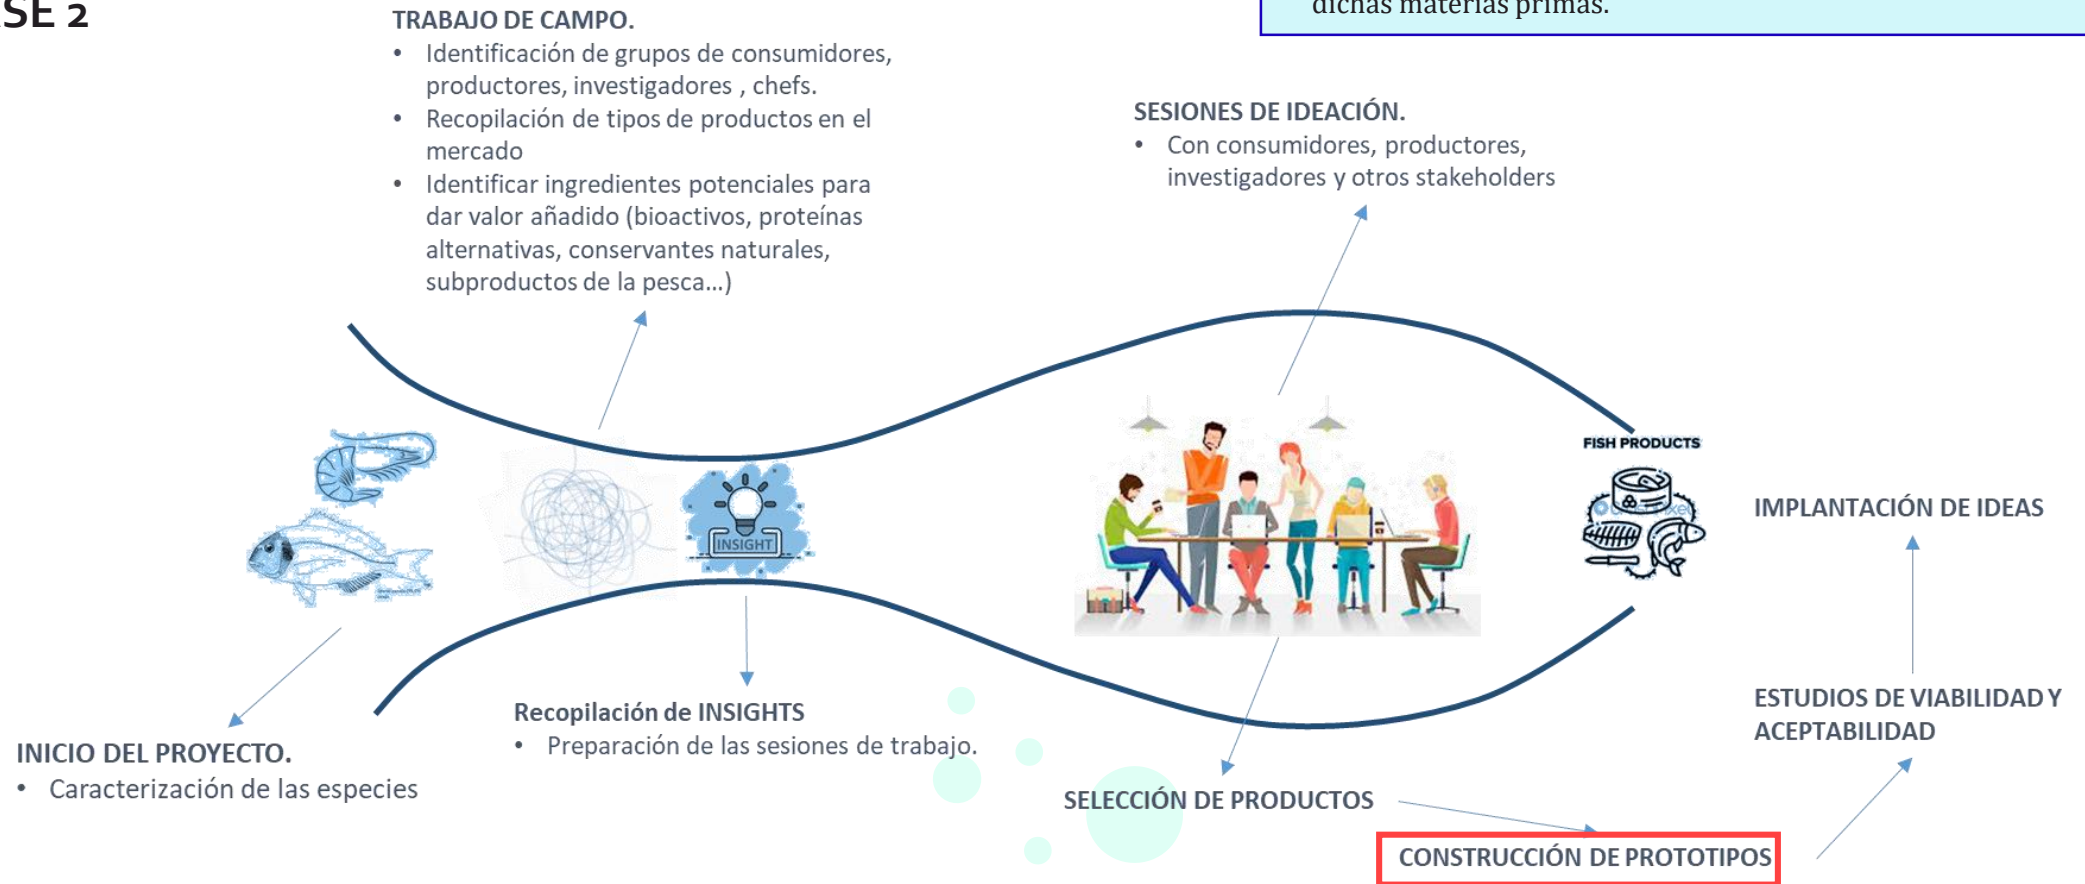 SE 2
dichas materias primas.
TRABAJO DE CAMPO.
• Identificación de grupos de consumidores,
productores, investigadores , chefs.
• Recopilación de tipos de productos en el
mercado
• Identificar ingredientes potenciales para
dar valor añadido (bioactivos, proteínas
alternativas, conservantes naturales,
subproductos de la pesca...)
SESIONES DE IDEACIÓN.
• Con consumidores, productores,
investigadores y otros stakeholders
FISH PRODUCTS
INSIGHT
IMPLANTACIÓN DE IDEAS
ESTUDIOS DE VIABILIDAD Y
ACEPTABILIDAD
Recopilación de INSIGHTS
• Preparación de las sesiones de trabajo.
INICIO DEL PROYECTO.
• Caracterización de las especies
SELECCIÓN DE PRODUCTOS
CONSTRUCCIÓN DE PROTOTIPOS